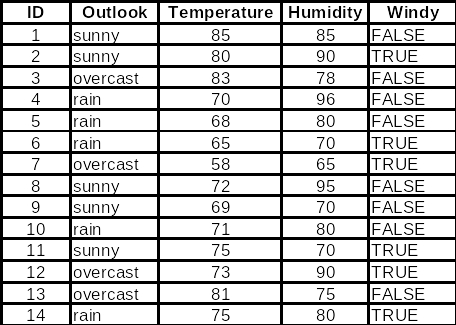 ID Outlook Temperature Humidity Windy
1 sunny 85 85 FALSE
2 sunny 80 90 TRUE
3 overcast 83 78 FALSE
4 rain 70 96 FALSE
5 rain 68 80 FALSE
6 rain 65 70 TRUE
7 overcast 58 65 TRUE
8 sunny 72 95 FALSE
9 sunny 69 70 FALSE
10 rain 71 80 FALSE
11 sunny 75 70 TRUE
12 overcast 73 90 TRUE
13 overcast 81 75 FALSE
14 rain 75 80 TRUE